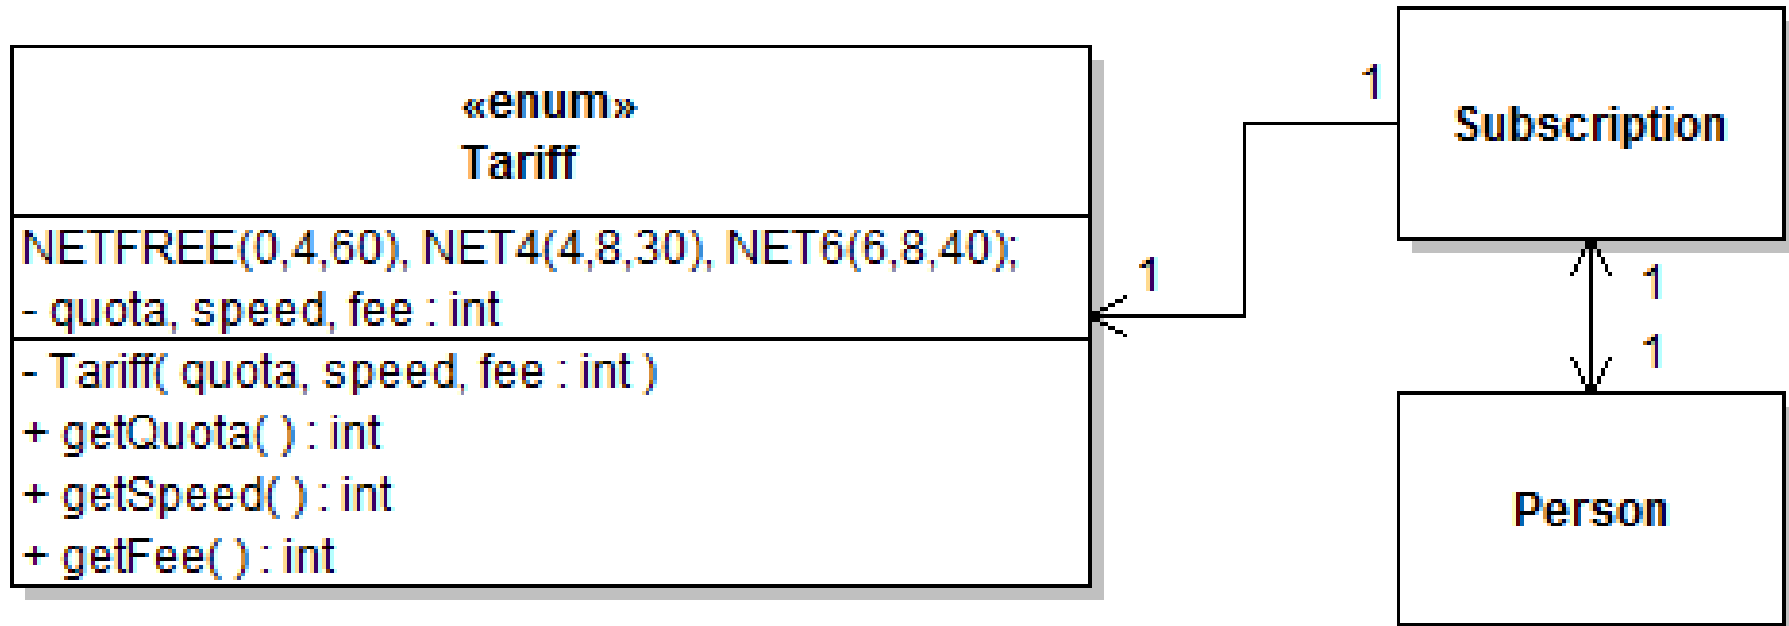 «enum»
Tariff
NETFREE(0,4,60), NET4(4,8,30), NET6(6,8,40);
- quota, speed, fee : int
- Tariff( quota, speed, fee : int )
+ getQuota( ) : int
+ getSpeed( ) : int
+ getFee( ) : int
1
1
Subscription
1
1
Person